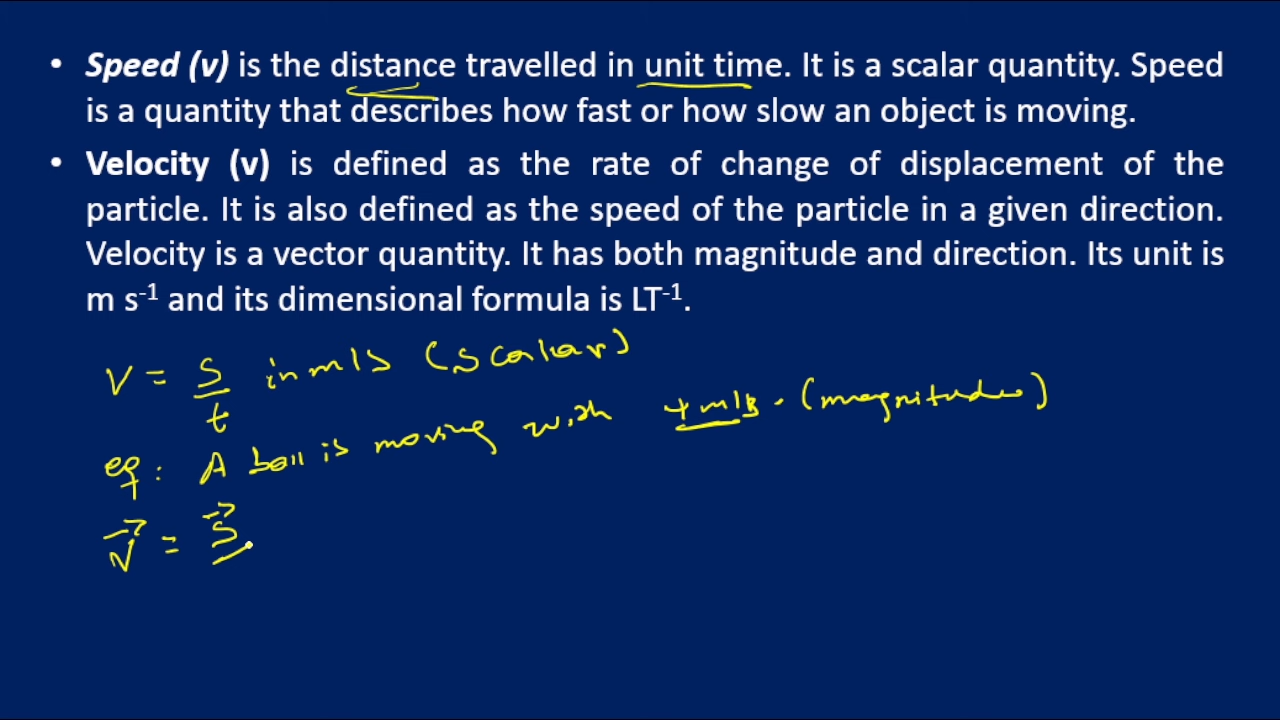 • Speed (v) is the distance travelled in unit time. It is a scalar quantity. Speed
is a quantity that describes how fast or how slow an object is moving.
• Velocity (v) is defined as the rate of change of displacement of the
particle. It is also defined as the speed of the particle in a given direction.
Velocity is a vector quantity. It has both magnitude and direction. Its unit is
m s⁻¹ and its dimensional formula is LT⁻¹.
v = s/t in m/s (scalar)
eg: A ball is moving with 4 m/s. (magnitude)
v⃗ = s⃗